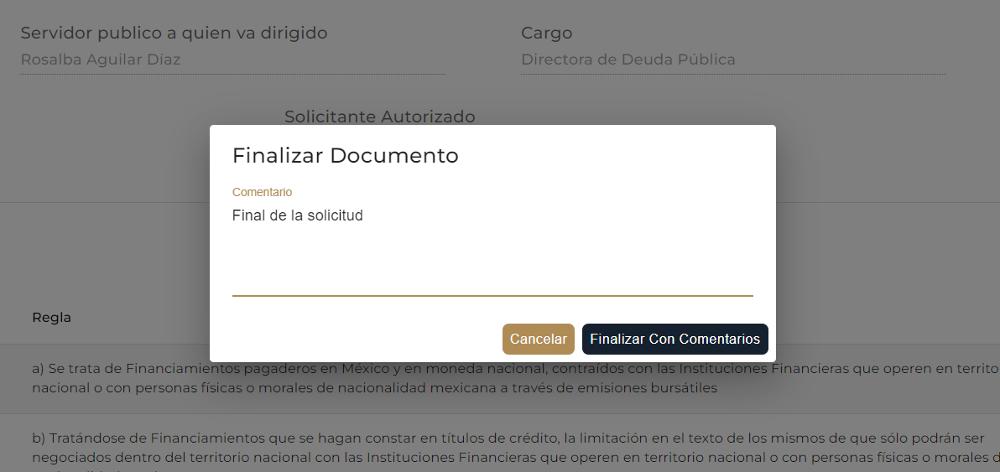 Servidor publico a quien va dirigido
Cargo
Rosalba Aguilar Díaz
Directora de Deuda Pública
Solicitante Autorizado
Finalizar Documento
Comentario
Final de la solicitud
Cancelar
Finalizar Con Comentarios
Regla
a) Se trata de Financiamientos pagaderos en México y en moneda nacional, contraídos con las Instituciones Financieras que operen en territo
nacional o con personas físicas o morales de nacionalidad mexicana a través de emisiones bursátiles
b) Tratándose de Financiamientos que se hagan constar en títulos de crédito, la limitación en el texto de los mismos de que sólo podrán ser
negociados dentro del territorio nacional con las Instituciones Financieras que operen en territorio nacional o con personas físicas o morales d